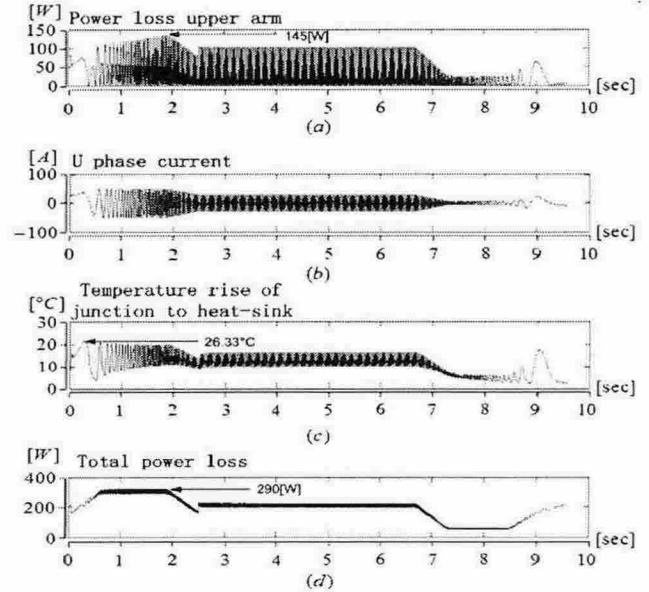 [W] Power loss upper arm
150
100
50
0
145[W]
0 1 2 3 4 5 6 7 8 9 10 [sec]
(a)
[A] U phase current
100
0
-100
0 1 2 3 4 5 6 7 8 9 10 [sec]
(b)
[°C] Temperature rise of
junction to heat-sink
30
20
10
0
26.33°C
0 1 2 3 4 5 6 7 8 9 10 [sec]
(c)
[W] Total power loss
400
200
0
290[W]
0 1 2 3 4 5 6 7 8 9 10 [sec]
(d)